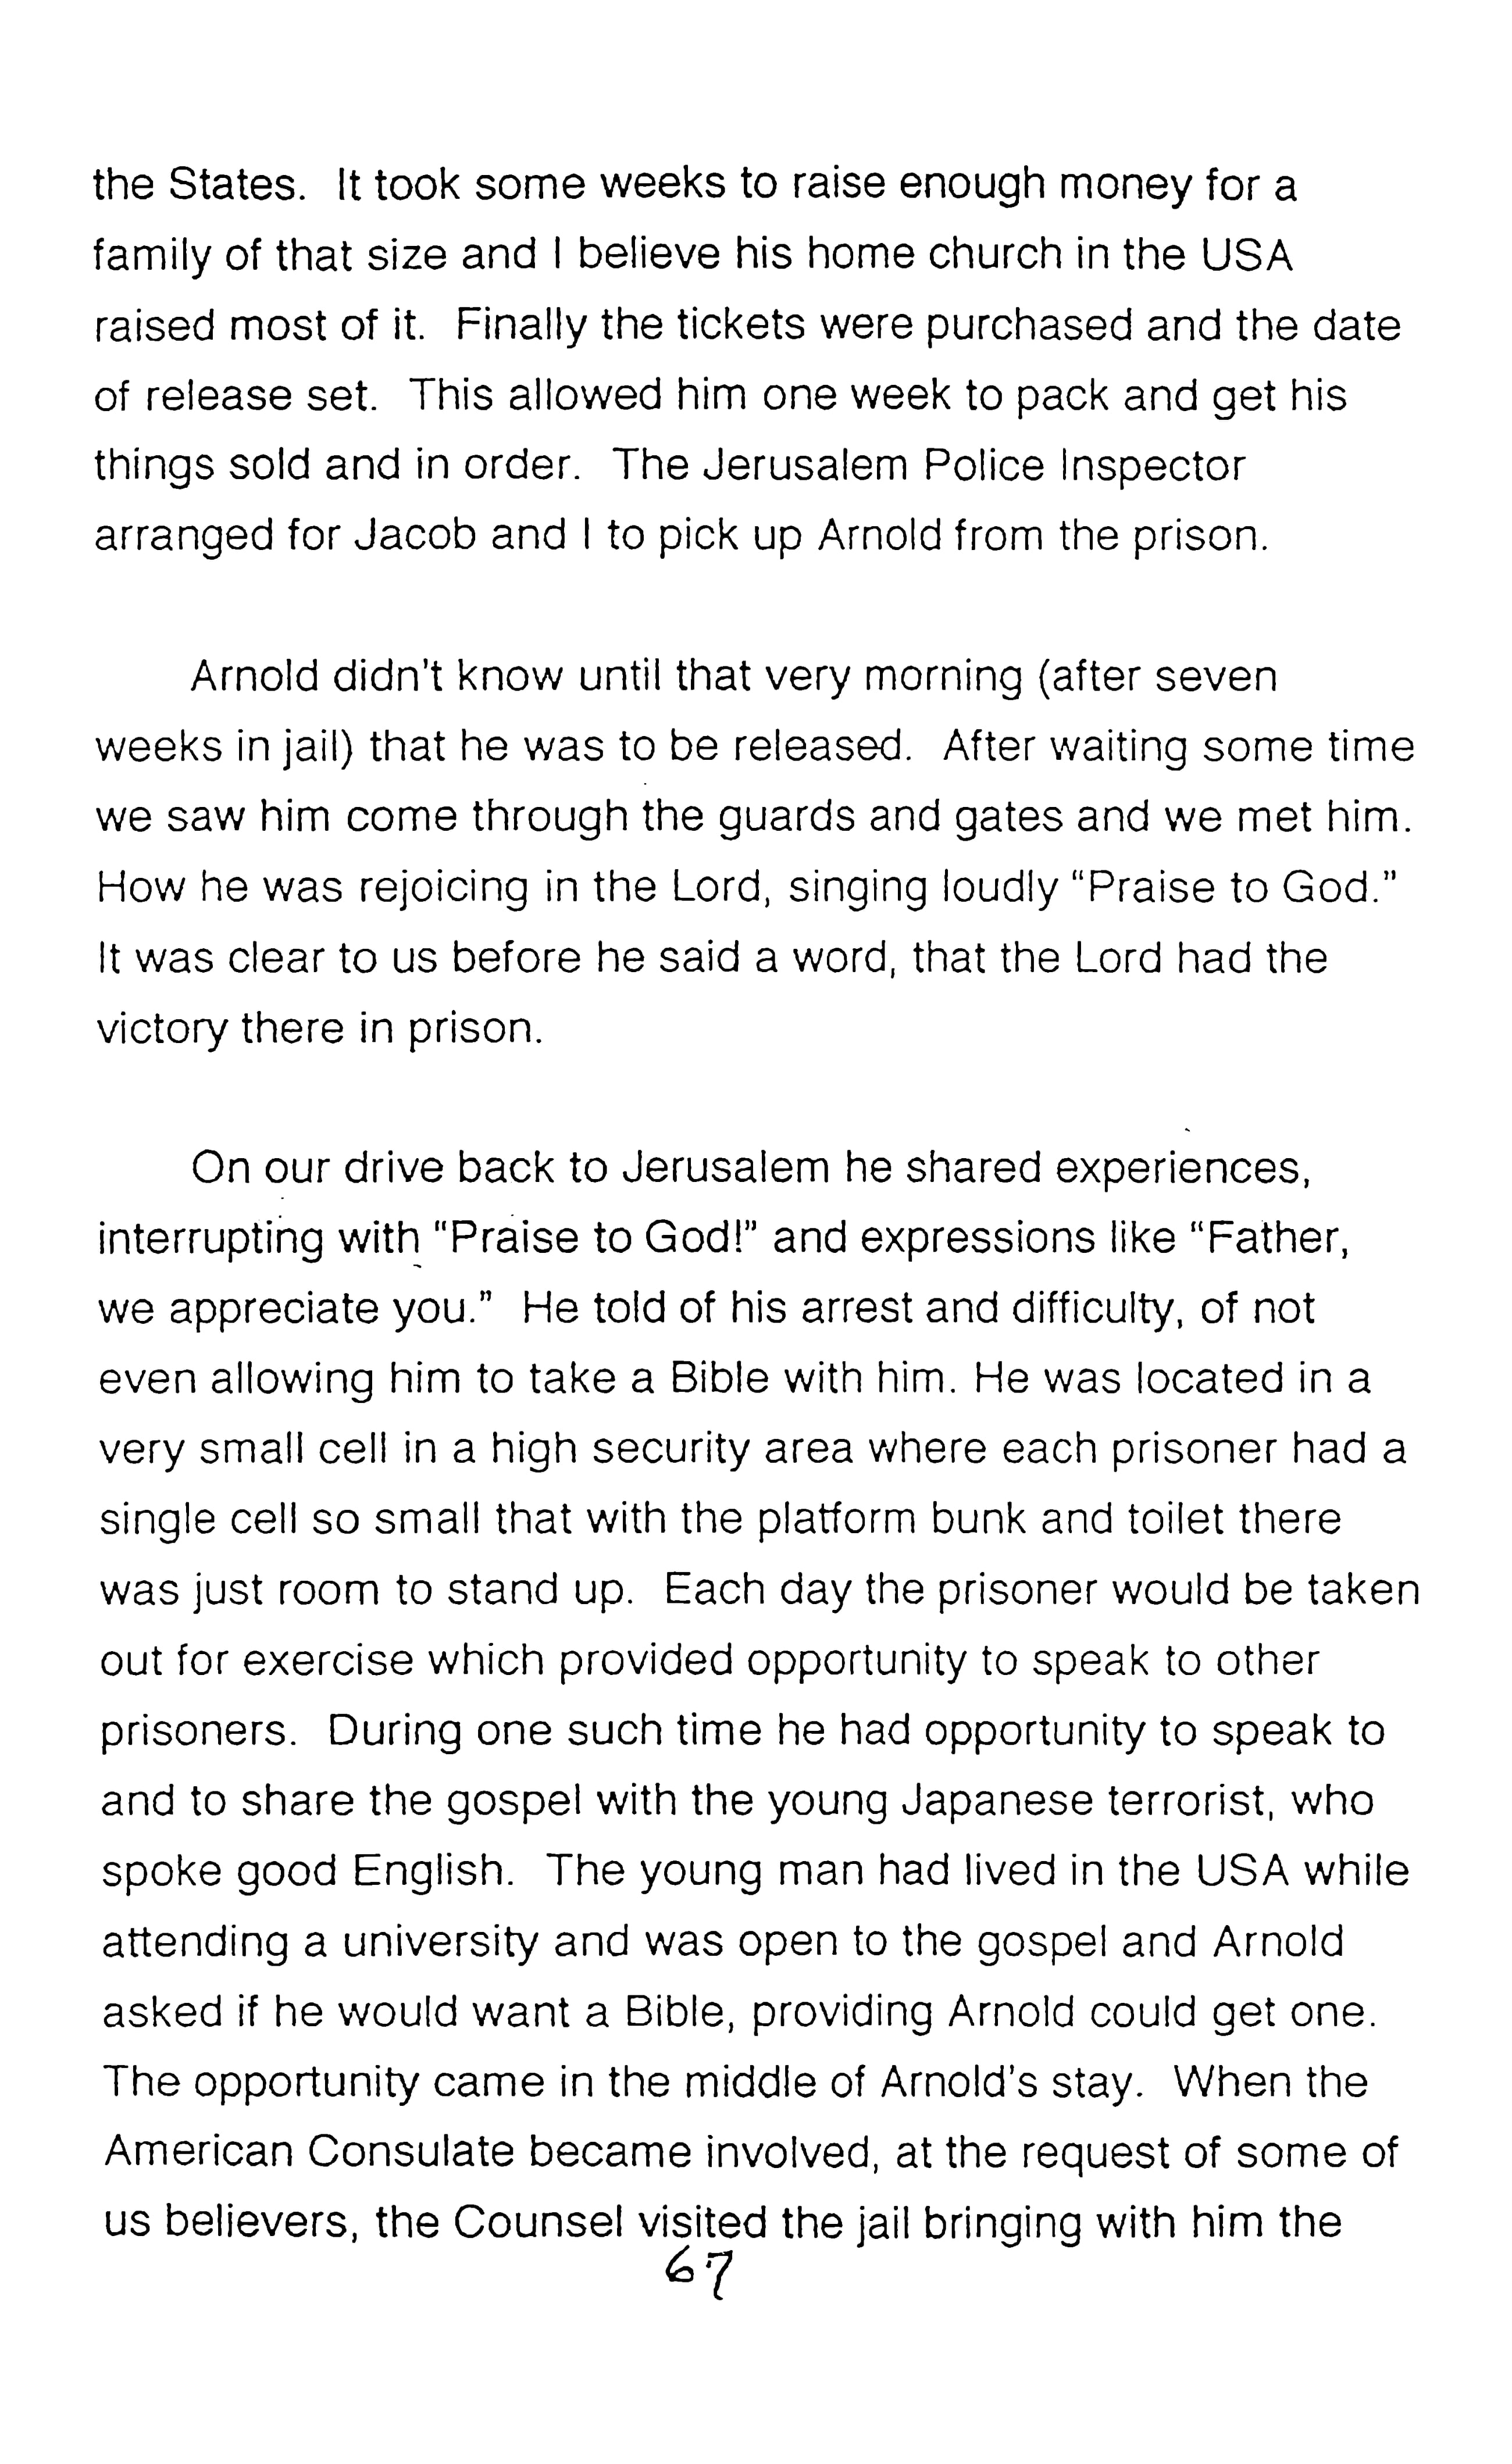 the States.  It took some weeks to raise enough money for a
family of that size and I believe his home church in the USA
raised most of it.  Finally the tickets were purchased and the date
of release set.  This allowed him one week to pack and get his
things sold and in order.  The Jerusalem Police Inspector
arranged for Jacob and I to pick up Arnold from the prison.
Arnold didn't know until that very morning (after seven
weeks in jail) that he was to be released.  After waiting some time
we saw him come through the guards and gates and we met him.
How he was rejoicing in the Lord, singing loudly “Praise to God.”
It was clear to us before he said a word, that the Lord had the
victory there in prison.
On our drive back to Jerusalem he shared experiences,
interrupting with "Praise to God!” and expressions like “Father,
we appreciate you.”  He told of his arrest and difficulty, of not
even allowing him to take a Bible with him. He was located in a
very small cell in a high security area where each prisoner had a
single cell so small that with the platform bunk and toilet there
was just room to stand up.  Each day the prisoner would be taken
out for exercise which provided opportunity to speak to other
prisoners.  During one such time he had opportunity to speak to
and to share the gospel with the young Japanese terrorist, who
spoke good English.  The young man had lived in the USA while
attending a university and was open to the gospel and Arnold
asked if he would want a Bible, providing Arnold could get one.
The opportunity came in the middle of Arnold's stay.  When the
American Consulate became involved, at the request of some of
us believers, the Counsel visited the jail bringing with him the
67